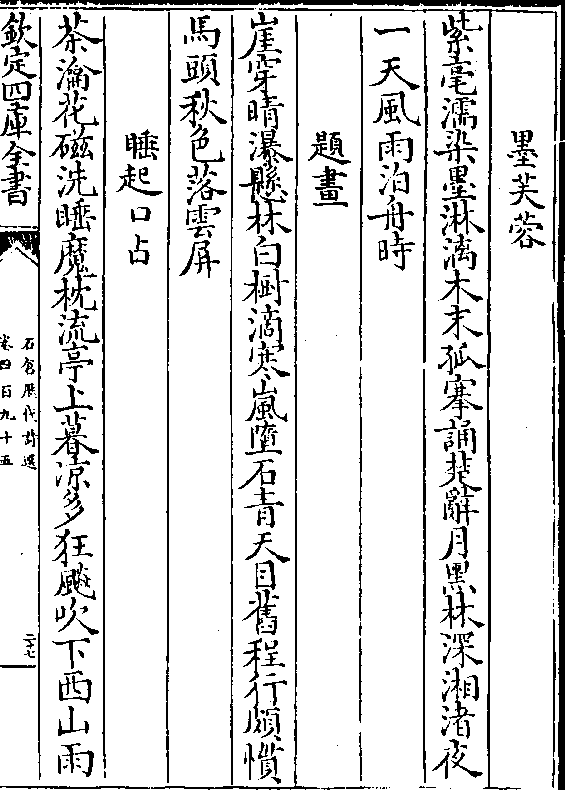 墨芙蓉
紫毫濡染墨淋漓木末孤搴誦楚辭月黑林深湘渚夜
一天風雨泊舟時
題畫
崖穿晴瀑懸林白樹滴寒嵐墮石青天目舊程行頗慣
馬頭秋色落雲屏
睡起口占
茶瀹花磁洗睡魔枕流亭上暮凉多狂飈吹下西山雨
欽定四庫全書
石倉歷代詩選
卷四百九十五